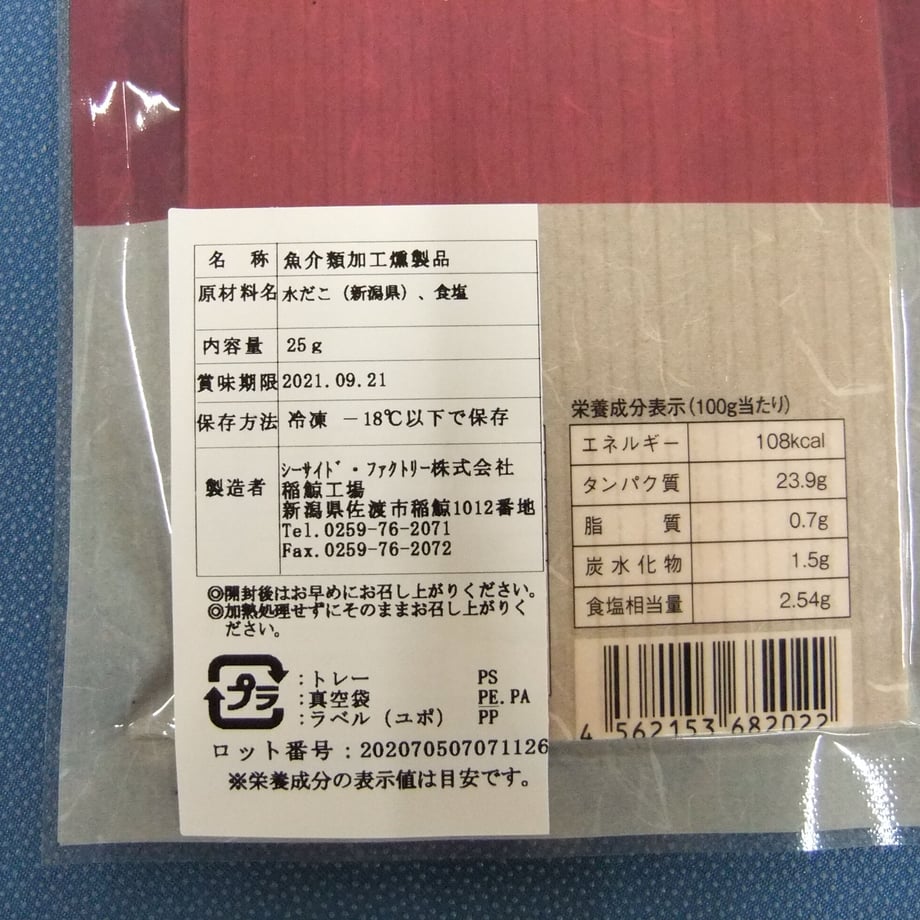 名 称 魚介類加工燻製品
原材料名 水だこ（新潟県）、食塩
内容量 25g
賞味期限 2021.09.21
保存方法 冷凍 －18℃以下で保存
製造者 ｼｰｻｲﾄﾞ・ﾌｧｸﾄﾘｰ株式会社
稲鯨工場
新潟県佐渡市稲鯨1012番地
Tel.0259-76-2071
Fax.0259-76-2072
◎開封後はお早めにお召し上がりください。
◎加熱処理せずにそのままお召し上がりく
ださい。
プラ
:トレー PS
:真空袋 PE.PA
:ラベル（ユポ） PP
ロット番号:202070507071126
※栄養成分の表示値は目安です。
栄養成分表示(100g当たり)
エネルギー 108kcal
タンパク質 23.9g
脂質 0.7g
炭水化物 1.5g
食塩相当量 2.54g
4 562153 682022